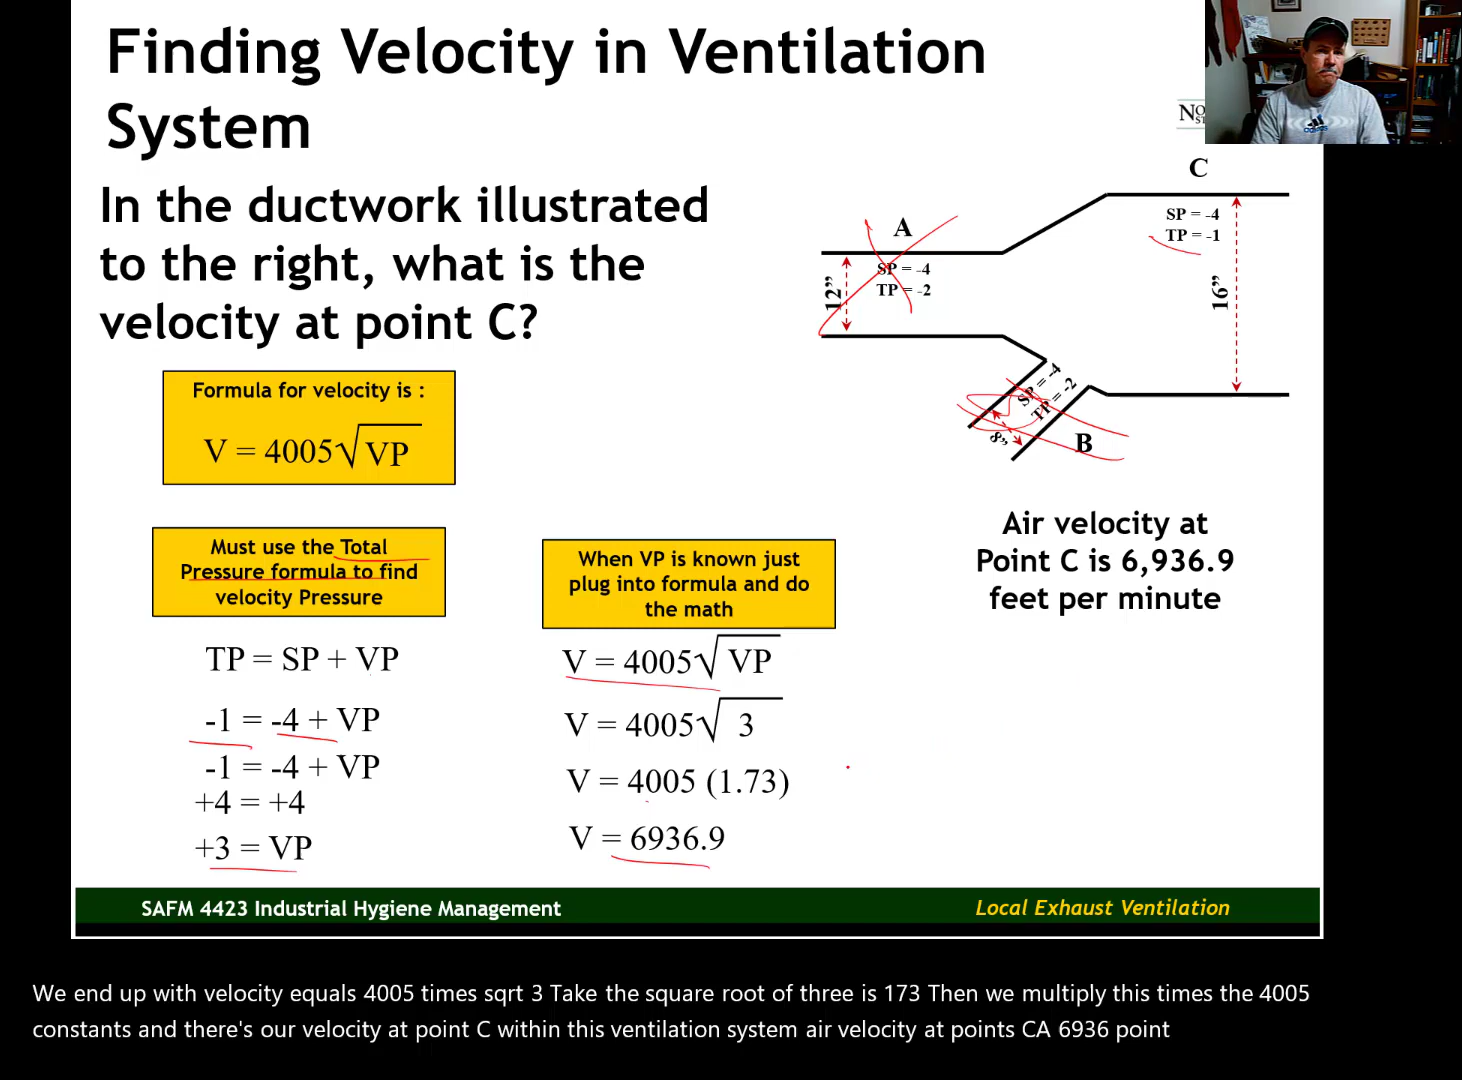 Finding Velocity in Ventilation
System
In the ductwork illustrated
to the right, what is the
velocity at point C?
Formula for velocity is :
V = 4005√VP
Must use the Total
Pressure formula to find
velocity Pressure
TP = SP + VP
-1 = -4 + VP
-1 = -4 + VP
+4 = +4
+3 = VP
When VP is known just
plug into formula and do
the math
V = 4005√VP
V = 4005√3
V = 4005 (1.73)
V = 6936.9
A
SP = -4
TP = -2
12”
C
SP = -4
TP = -1
16”
SP = -4
TP = -2
8”
B
Air velocity at
Point C is 6,936.9
feet per minute
SAFM 4423 Industrial Hygiene Management
Local Exhaust Ventilation
adidas
We end up with velocity equals 4005 times sqrt 3 Take the square root of three is 173 Then we multiply this times the 4005
constants and there's our velocity at point C within this ventilation system air velocity at points CA 6936 point